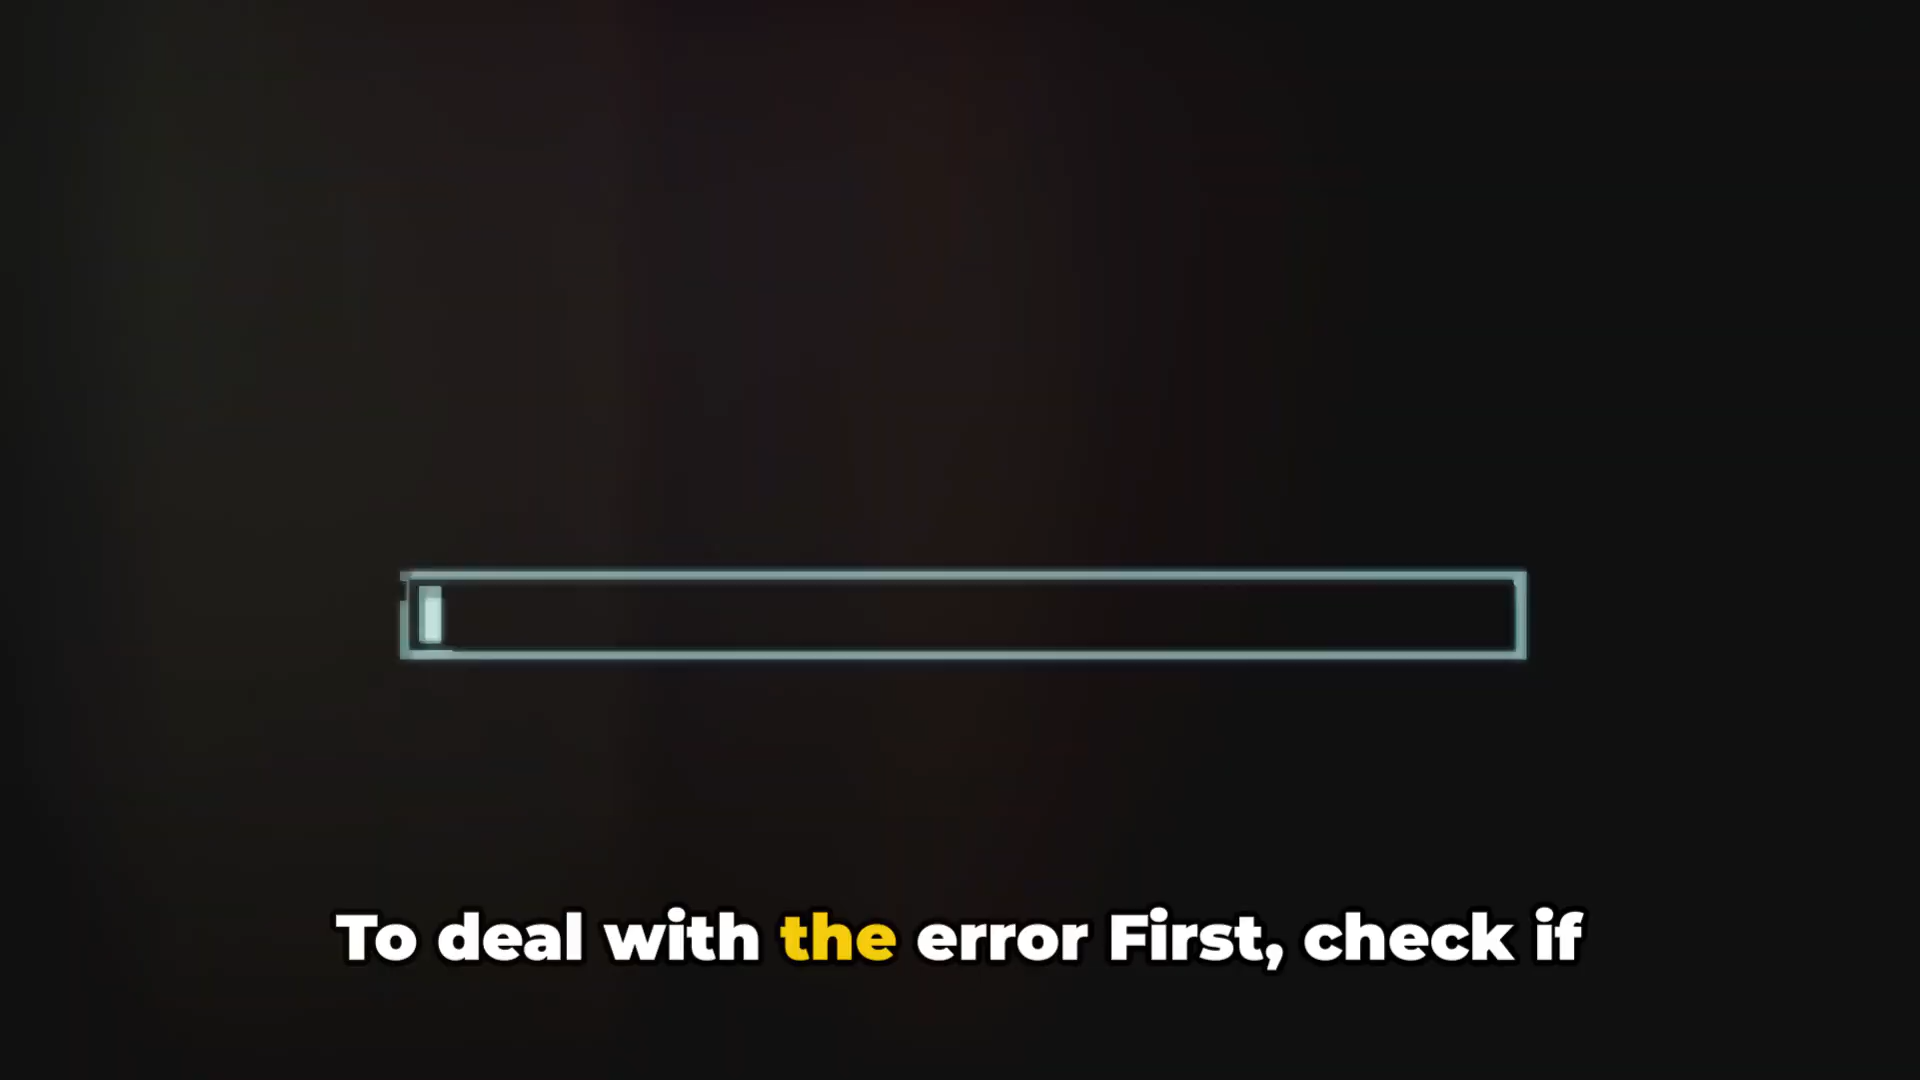 To deal with the error First, check if